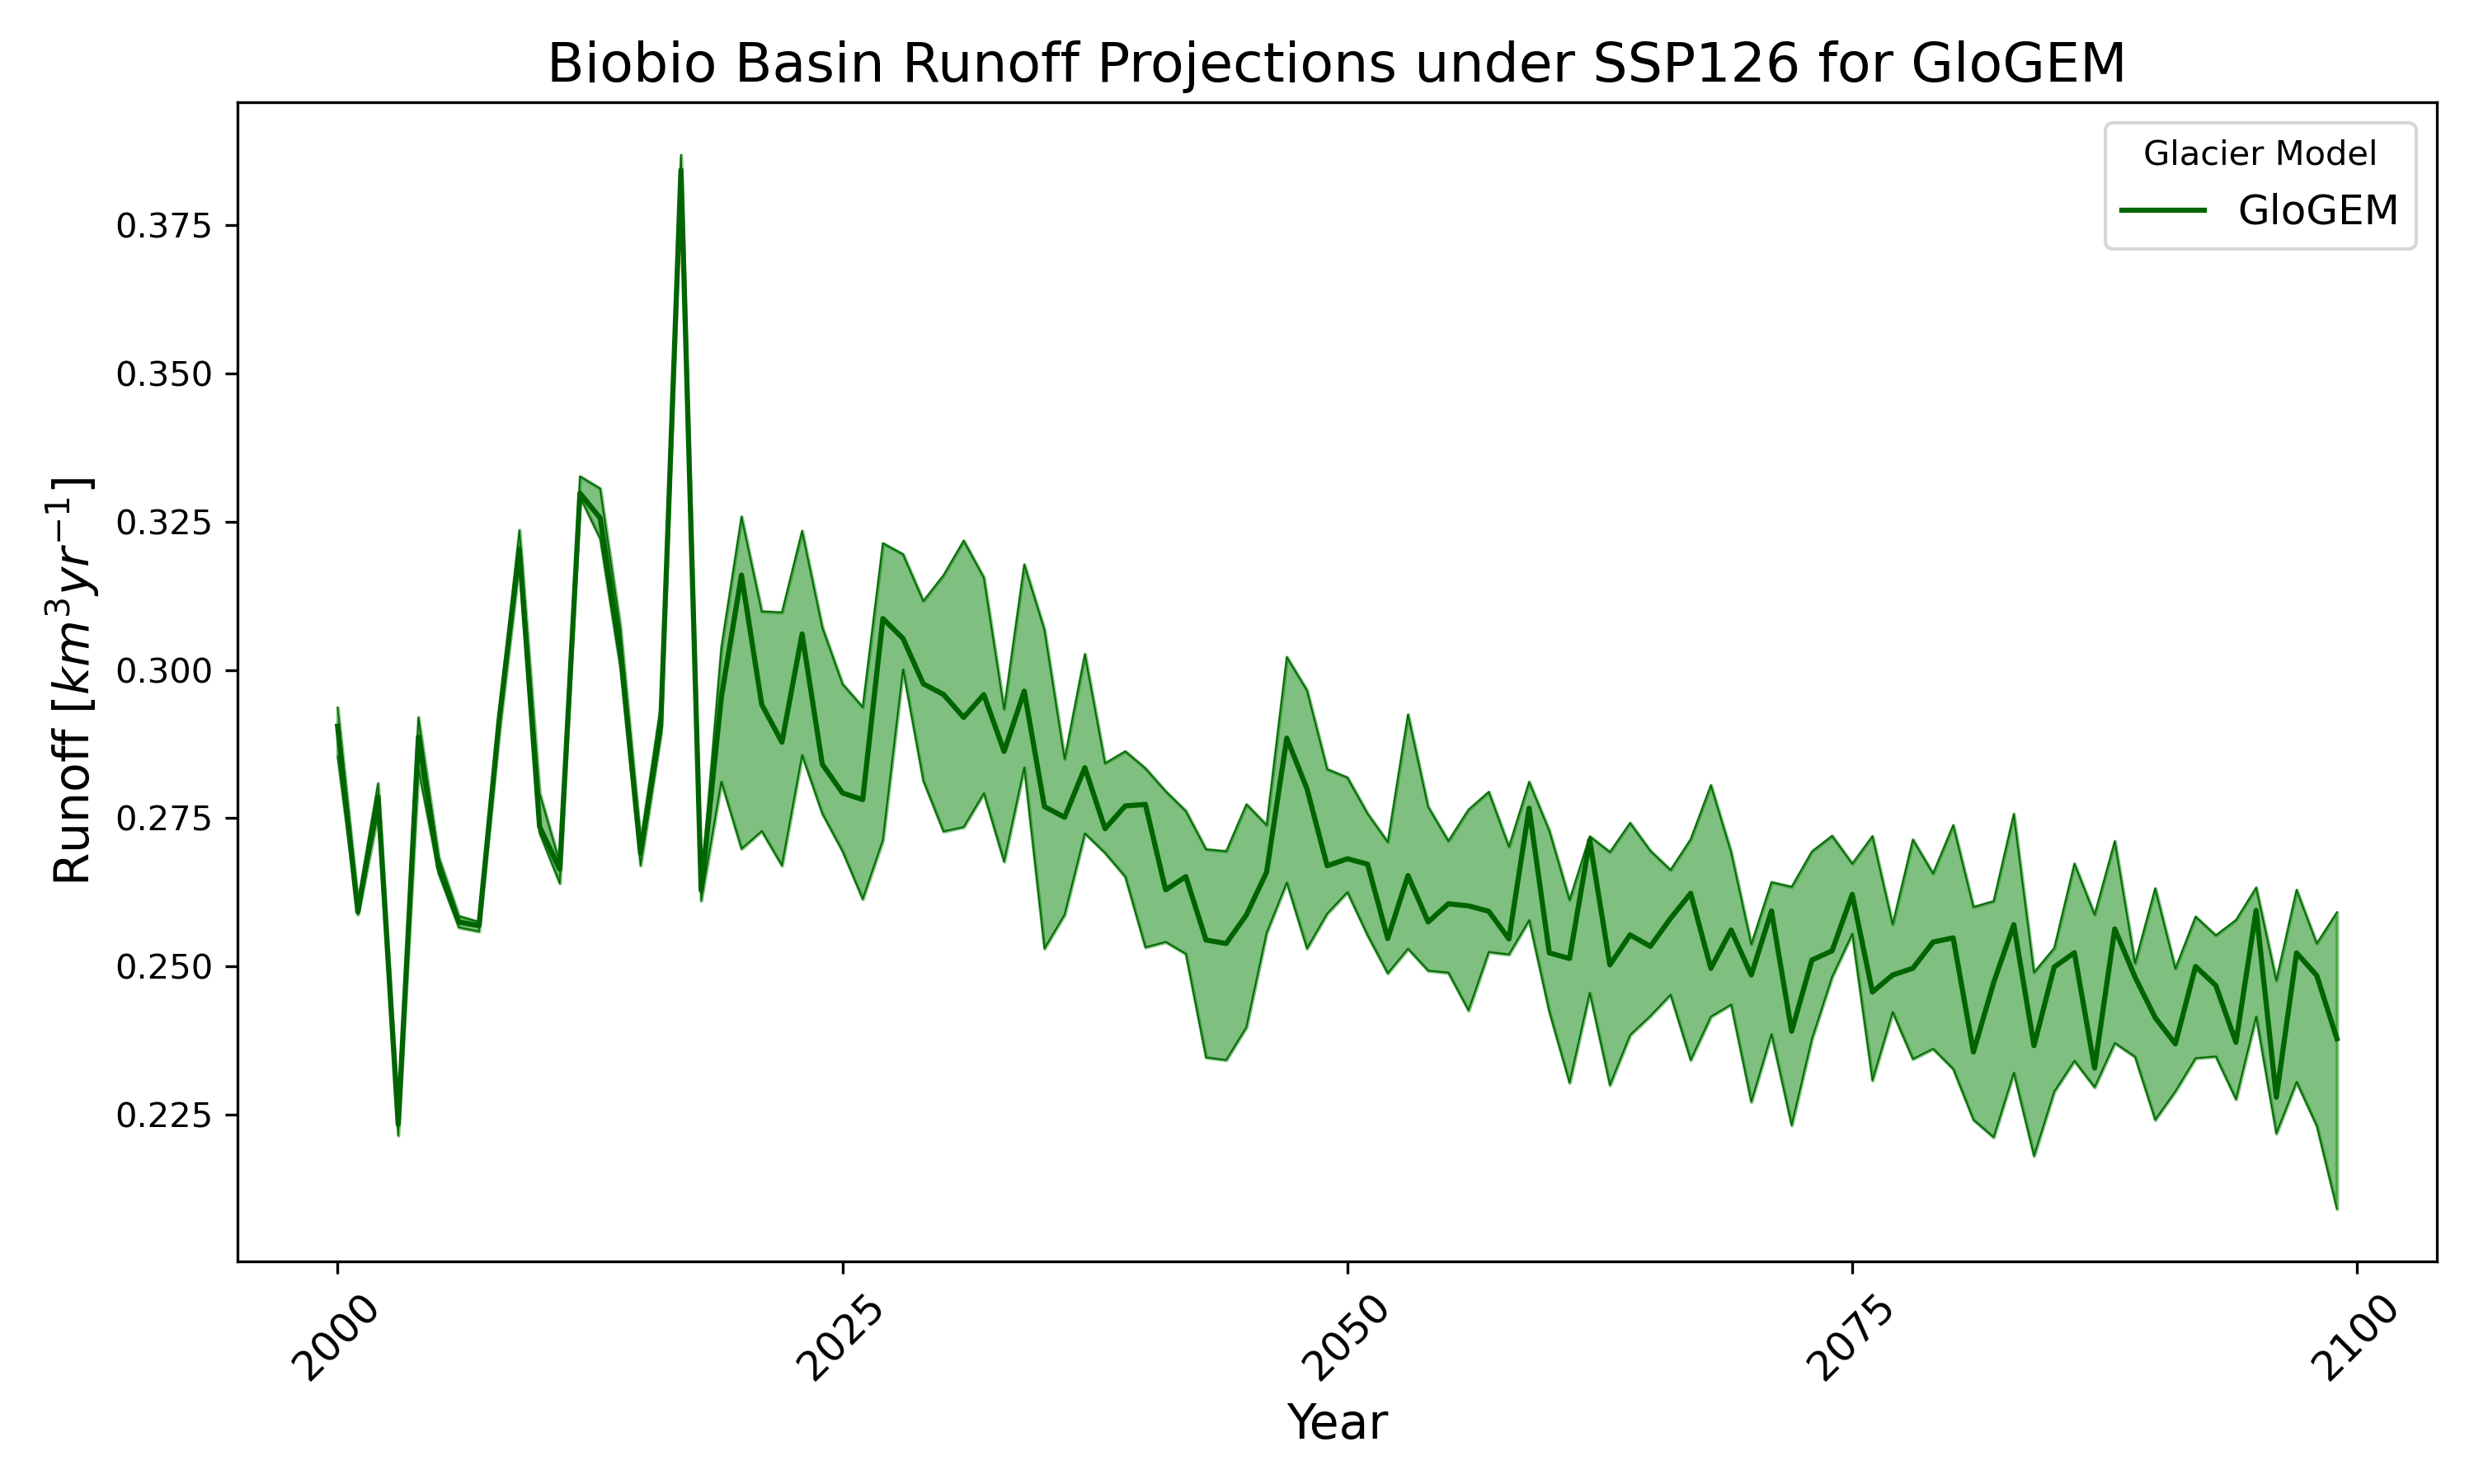 Biobio Basin Runoff Projections under SSP126 for GloGEM
Glacier Model
GloGEM
Runoff [km³yr⁻¹]
0.375
0.350
0.325
0.300
0.275
0.250
0.225
2000
2025
2050
2075
2100
Year